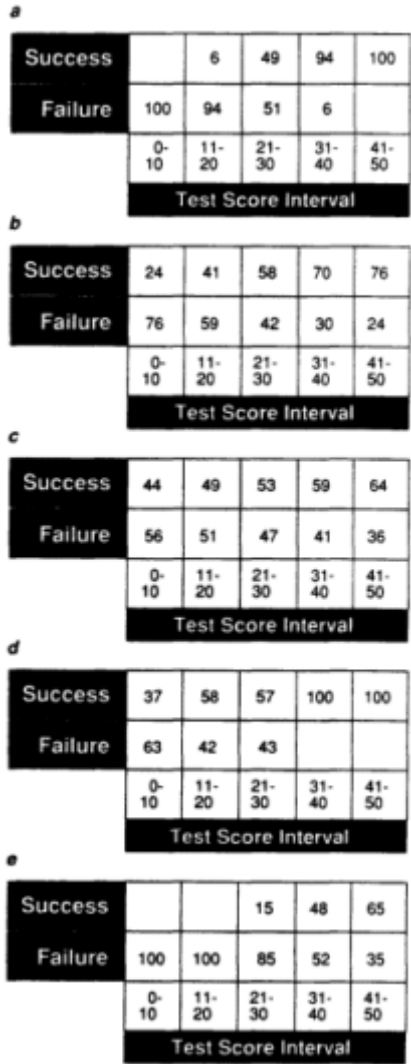 a
Success 6 49 94 100
Failure 100 94 51 6
0- 11- 21- 31- 41-
10 20 30 40 50
Test Score Interval
b
Success 24 41 58 70 76
Failure 76 59 42 30 24
0- 11- 21- 31- 41-
10 20 30 40 50
Test Score Interval
c
Success 44 49 53 59 64
Failure 56 51 47 41 36
0- 11- 21- 31- 41-
10 20 30 40 50
Test Score Interval
d
Success 37 58 57 100 100
Failure 63 42 43
0- 11- 21- 31- 41-
10 20 30 40 50
Test Score Interval
e
Success 15 48 65
Failure 100 100 85 52 35
0- 11- 21- 31- 41-
10 20 30 40 50
Test Score Interval